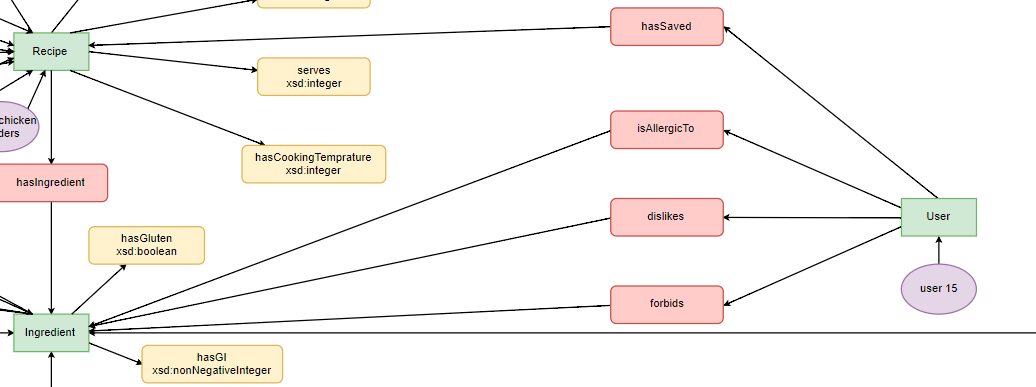 hasSaved
Recipe
serves
xsd:integer
chicken
ders
isAllergicTo
hasCookingTemprature
xsd:integer
hasIngredient
dislikes
User
hasGluten
xsd:boolean
user 15
forbids
Ingredient
hasGI
xsd:nonNegativeInteger